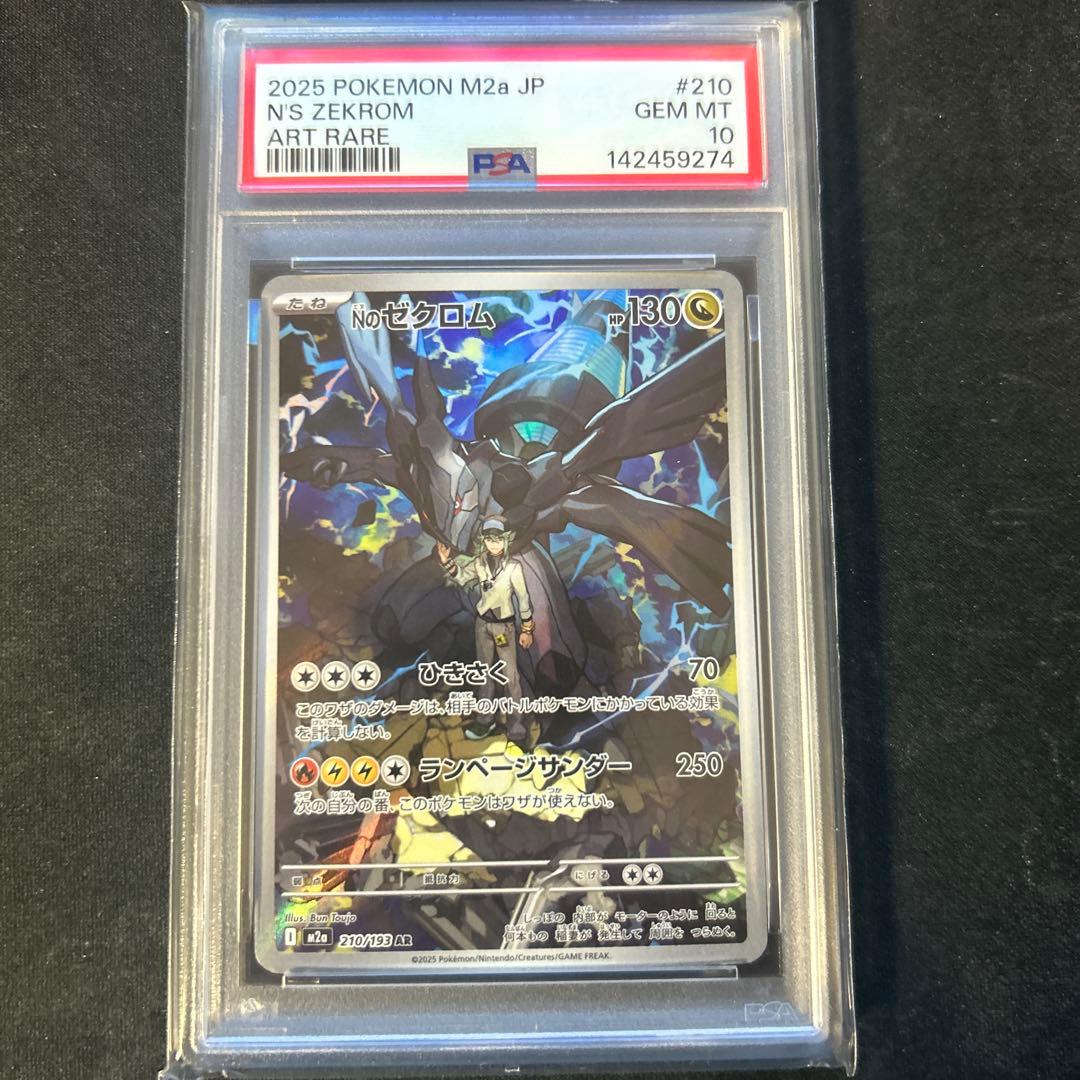 2025 POKEMON M2a JP #210
N'S ZEKROM GEM MT
ART RARE 10
PSA 142459274
たね Nのゼクロム HP 130
ひきさく 70
このワザのダメージは、相手のバトルポケモンにかかっている効果
を計算しない。
ランページサンダー 250
次の自分の番、このポケモンはワザが使えない。
弱点 抵抗力 にげる
Illus. Bun Toujo
I M2a 210/193 AR
しっぽの 内部が モーターのように 回ると
何本もの 稲妻が 発生して 周囲を つらぬく。
©2025 Pokémon/Nintendo/Creatures/GAME FREAK.
PSA